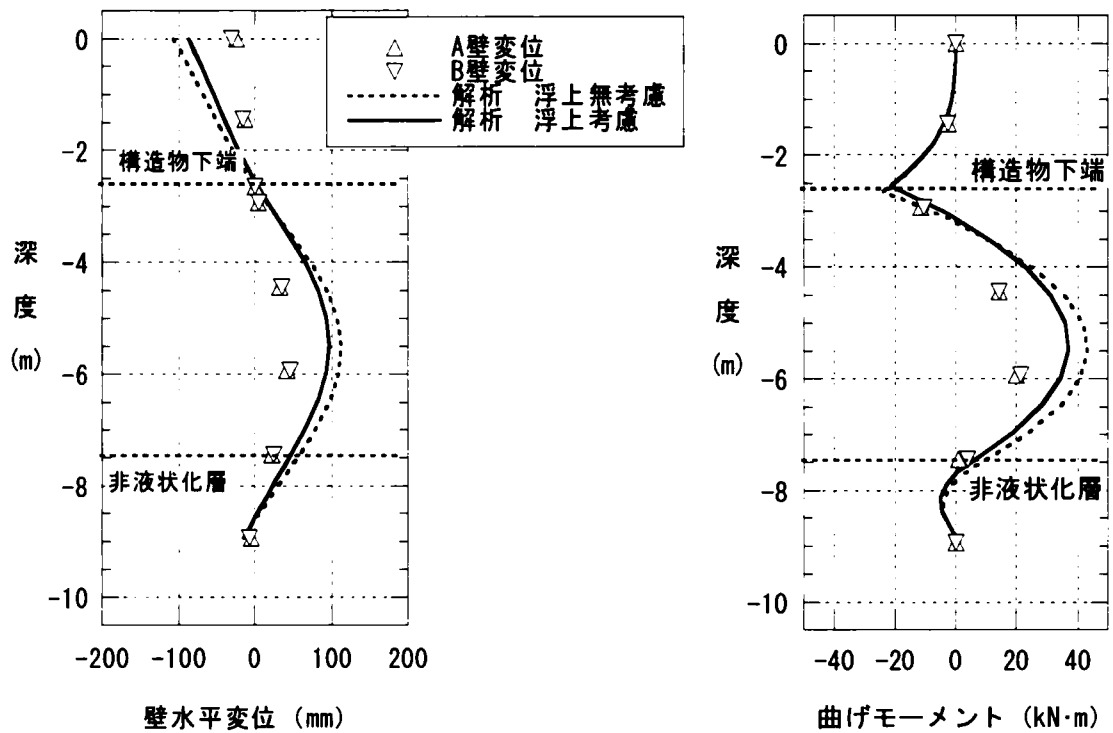 A壁変位
B壁変位
解析 浮上無考慮
解析 浮上考慮
0
-2
-4
-6
-8
-10
深
度
(m)
構造物下端
非液状化層
-200
-100
0
100
200
壁水平変位 (mm)
0
-2
-4
-6
-8
-10
深
度
(m)
構造物下端
非液状化層
-40
-20
0
20
40
曲げモーメント (kN·m)